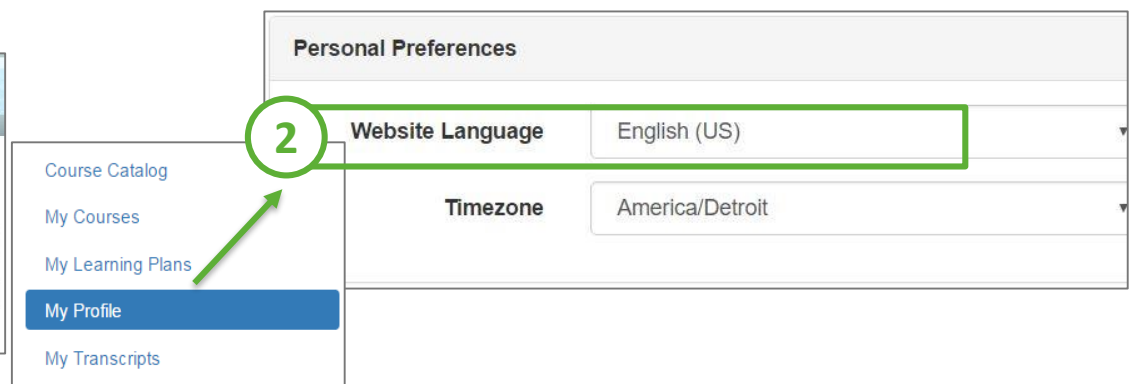 Personal Preferences
2
Website Language English (US)
Timezone America/Detroit
Course Catalog
My Courses
My Learning Plans
My Profile
My Transcripts